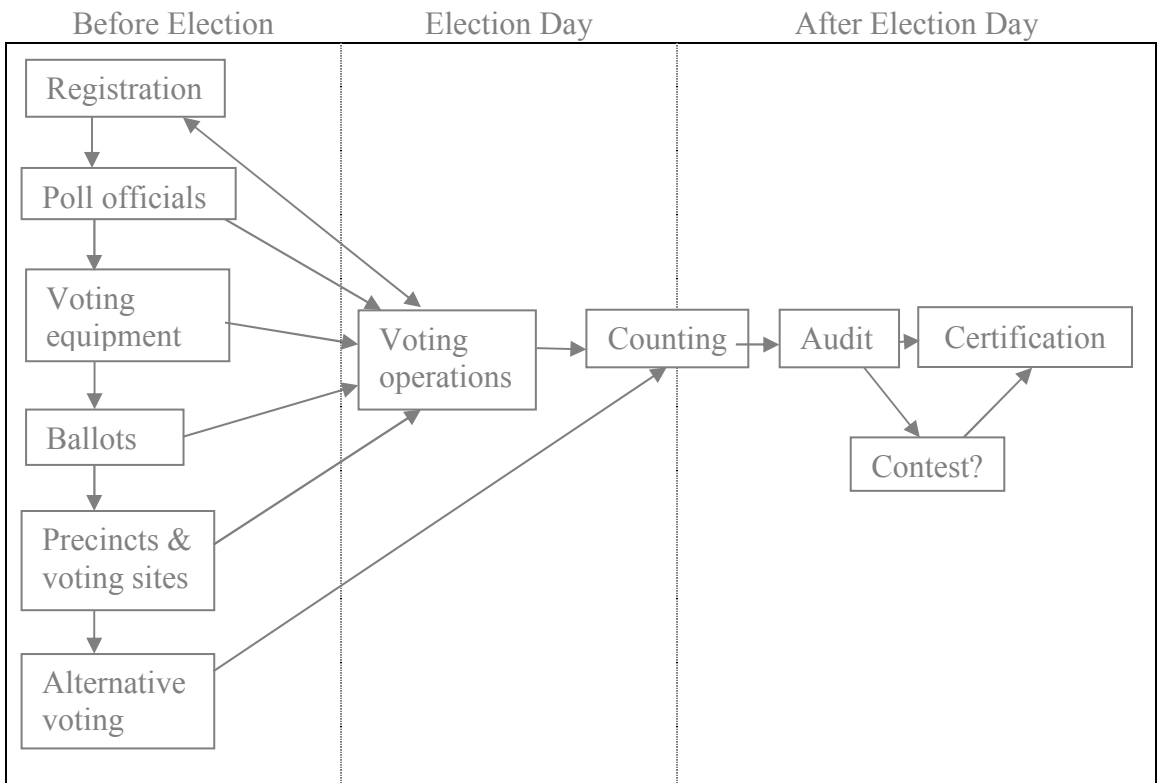 Before Election
Election Day
After Election Day
Registration
Poll officials
Voting
equipment
Ballots
Precincts &
voting sites
Alternative
voting
Voting
operations
Counting
Audit
Certification
Contest?